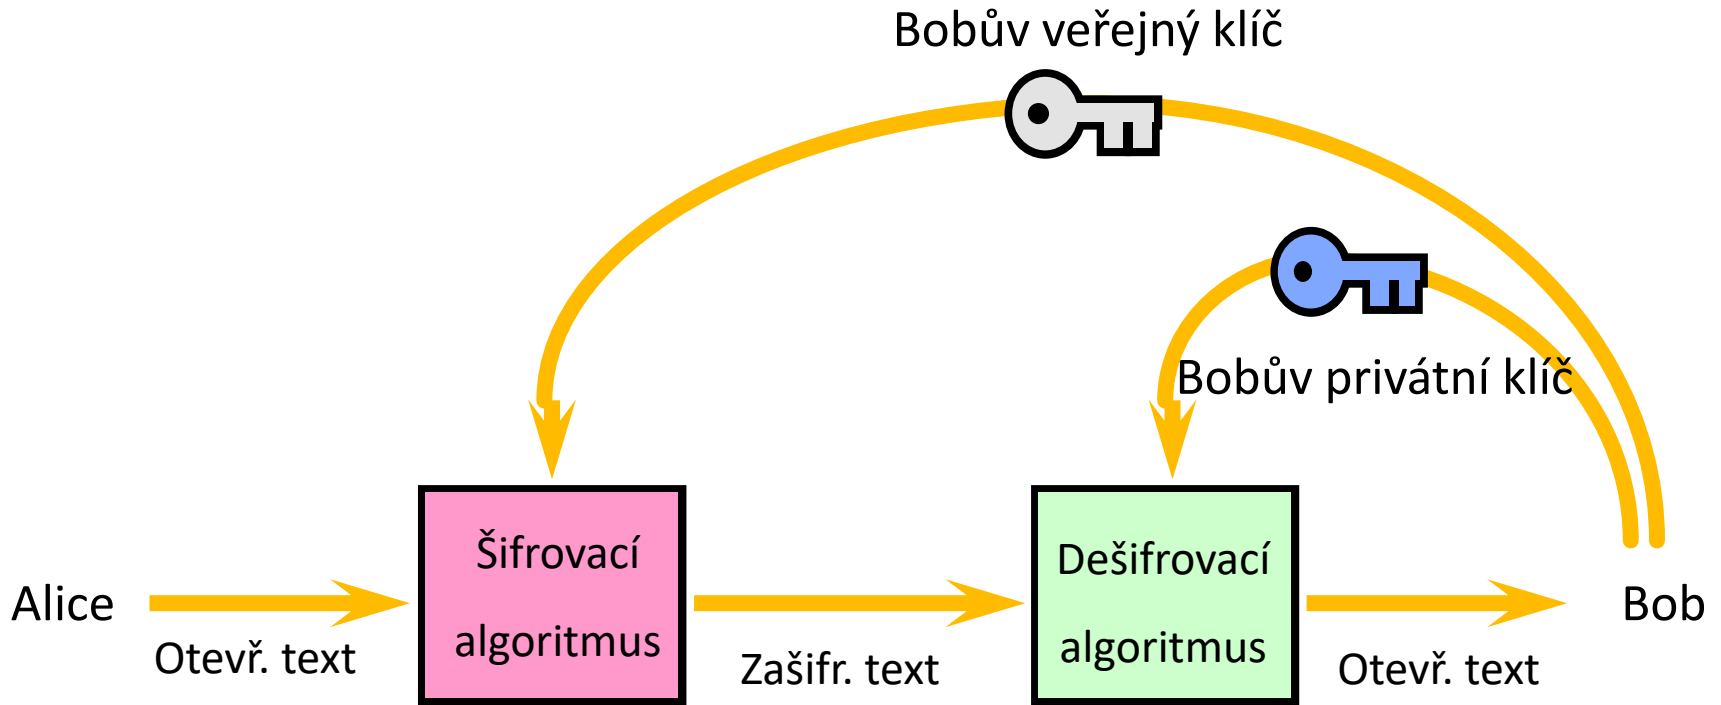 Bobův veřejný klíč
Bobův privátní klíč
Šifrovací
algoritmus
Dešifrovací
algoritmus
Alice
Bob
Otevř. text
Zašifr. text
Otevř. text